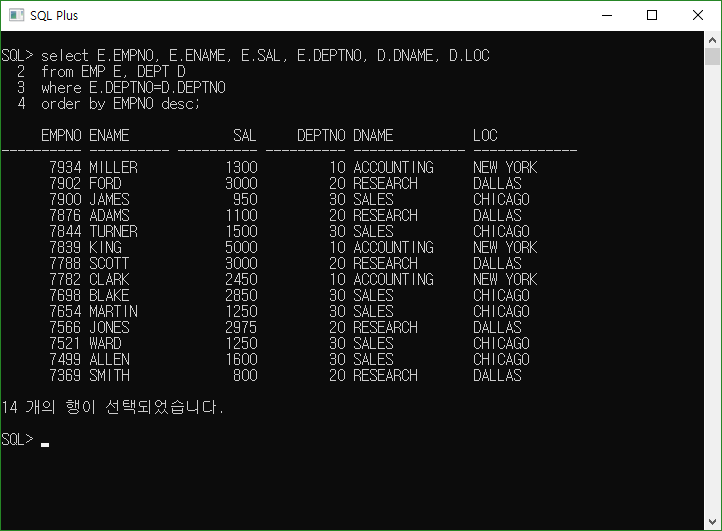 SQL Plus
SQL> select E.EMPNO, E.ENAME, E.SAL, E.DEPTNO, D.DNAME, D.LOC
  2  from EMP E, DEPT D
  3  where E.DEPTNO=D.DEPTNO
  4  order by EMPNO desc;
     EMPNO ENAME             SAL     DEPTNO DNAME          LOC
---------- ---------- ---------- ---------- -------------- -------------
      7934 MILLER           1300         10 ACCOUNTING     NEW YORK
      7902 FORD             3000         20 RESEARCH       DALLAS
      7900 JAMES             950         30 SALES          CHICAGO
      7876 ADAMS            1100         20 RESEARCH       DALLAS
      7844 TURNER           1500         30 SALES          CHICAGO
      7839 KING             5000         10 ACCOUNTING     NEW YORK
      7788 SCOTT            3000         20 RESEARCH       DALLAS
      7782 CLARK            2450         10 ACCOUNTING     NEW YORK
      7698 BLAKE            2850         30 SALES          CHICAGO
      7654 MARTIN           1250         30 SALES          CHICAGO
      7566 JONES            2975         20 RESEARCH       DALLAS
      7521 WARD             1250         30 SALES          CHICAGO
      7499 ALLEN            1600         30 SALES          CHICAGO
      7369 SMITH             800         20 RESEARCH       DALLAS
14 개의 행이 선택되었습니다.
SQL>